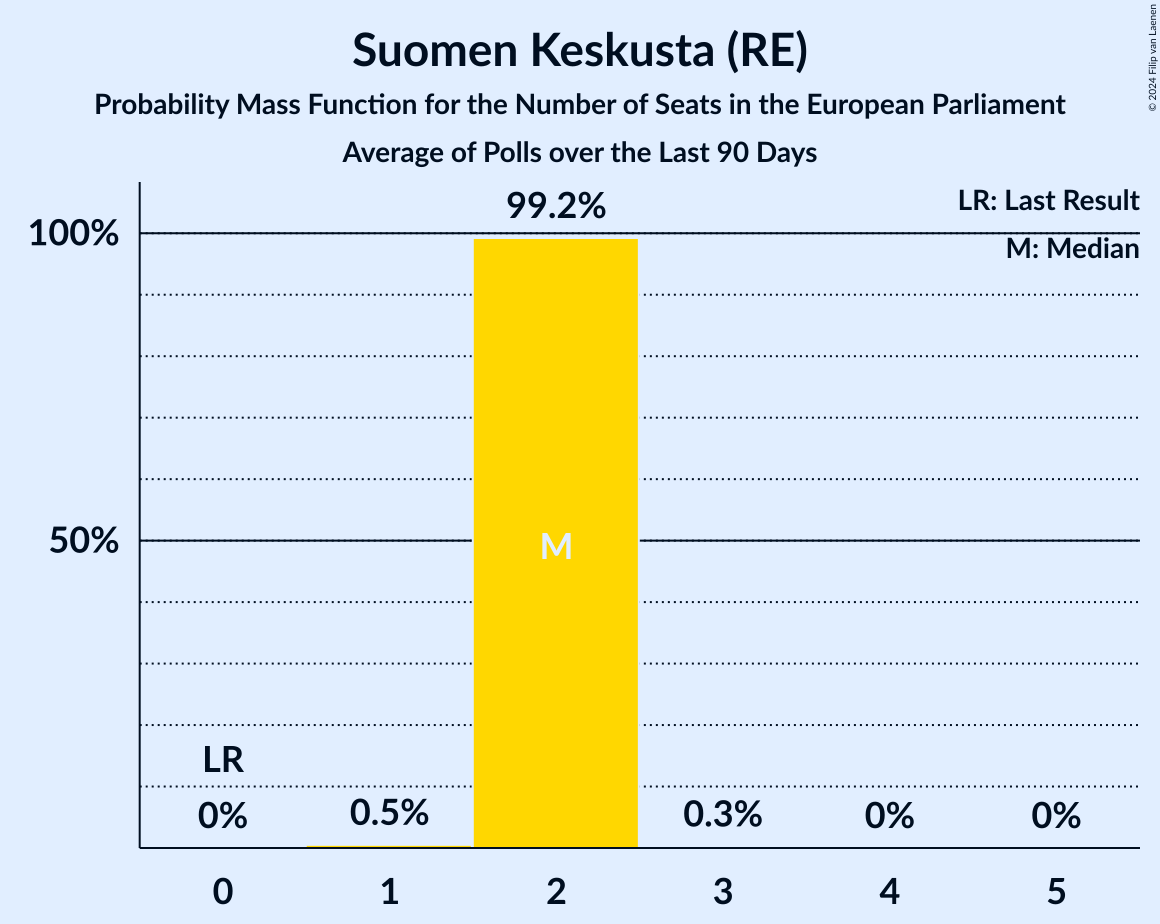 Suomen Keskusta (RE)
Probability Mass Function for the Number of Seats in the European Parliament
Average of Polls over the Last 90 Days
© 2024 Filip van Laenen
LR: Last Result
M: Median
99.2%
100%
50%
M
LR
0%
0.5%
0.3%
0%
0%
0 1 2 3 4 5